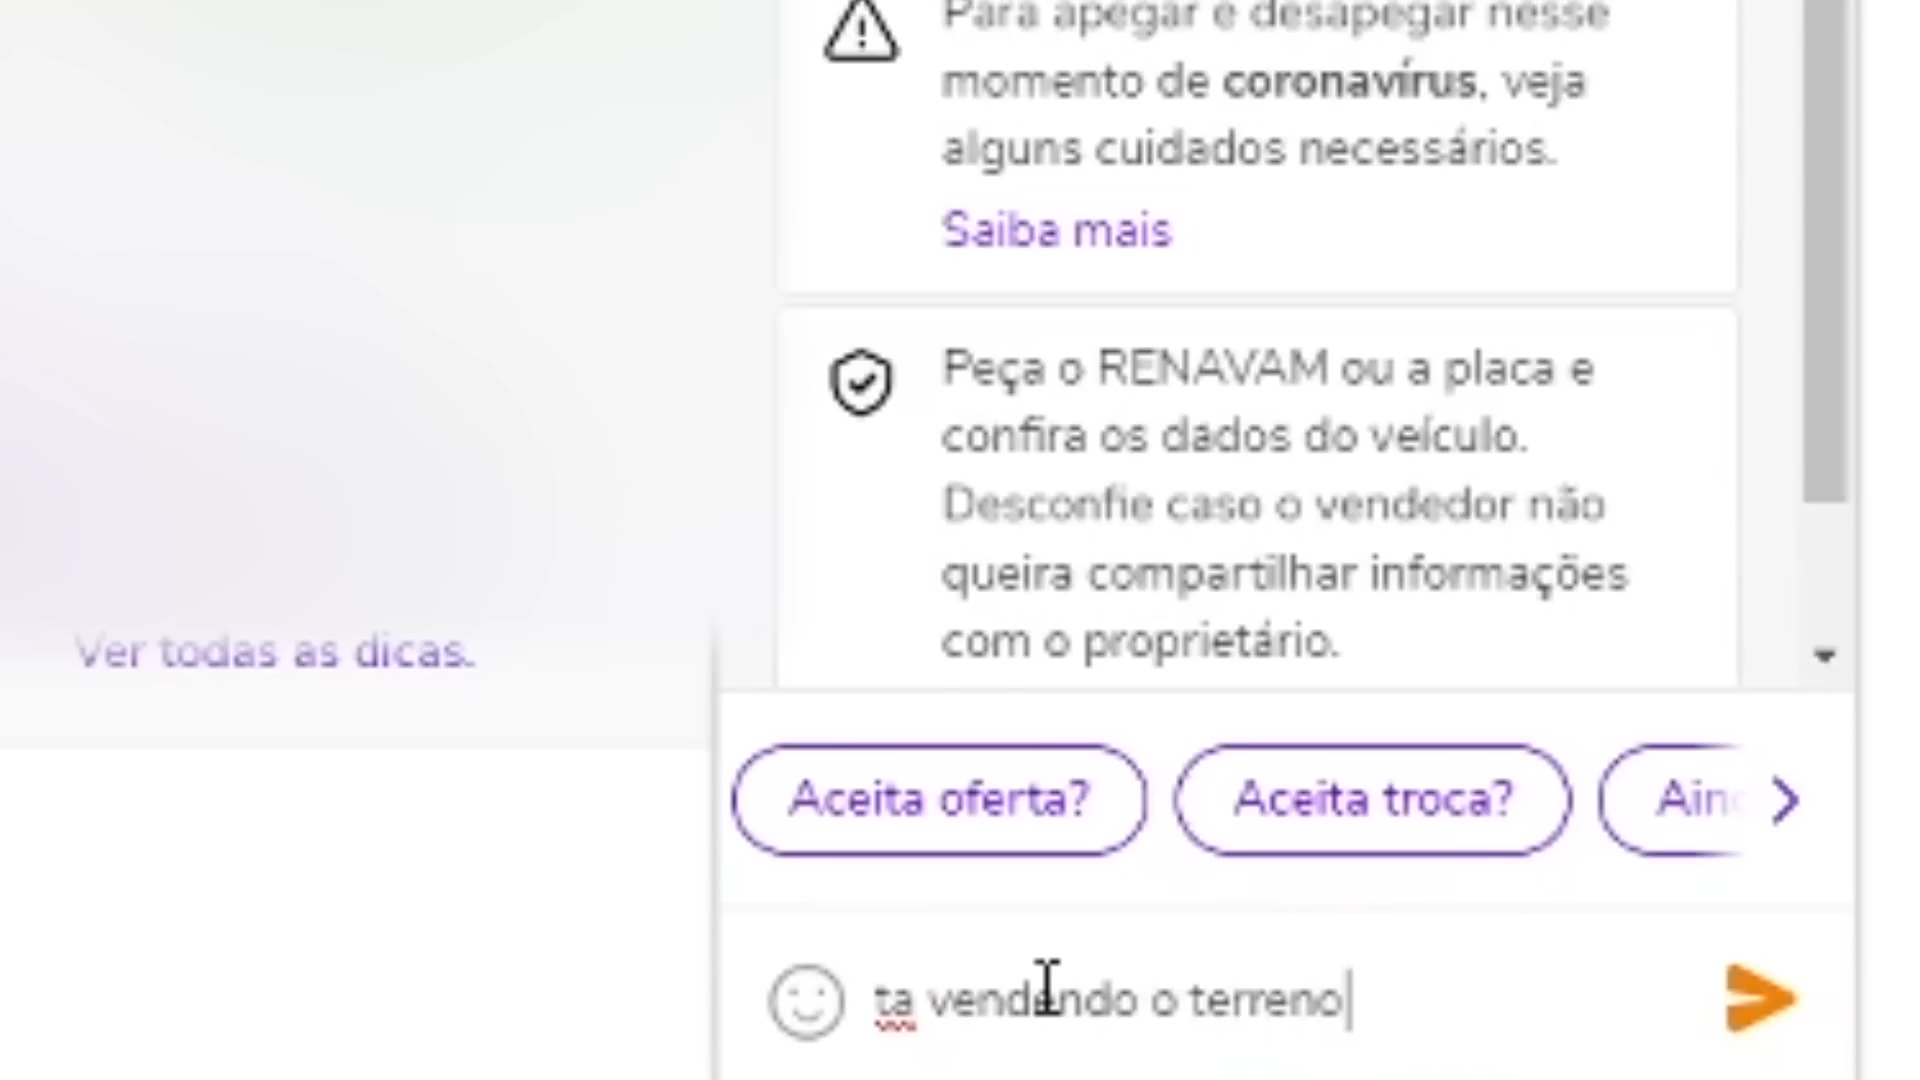 Para apegar e desapegar nesse
momento de coronavírus, veja
alguns cuidados necessários.
Saiba mais
Peça o RENAVAM ou a placa e
confira os dados do veículo.
Desconfie caso o vendedor não
queira compartilhar informações
com o proprietário.
Ver todas as dicas.
Aceita oferta?
Aceita troca?
ta vendendo o terreno